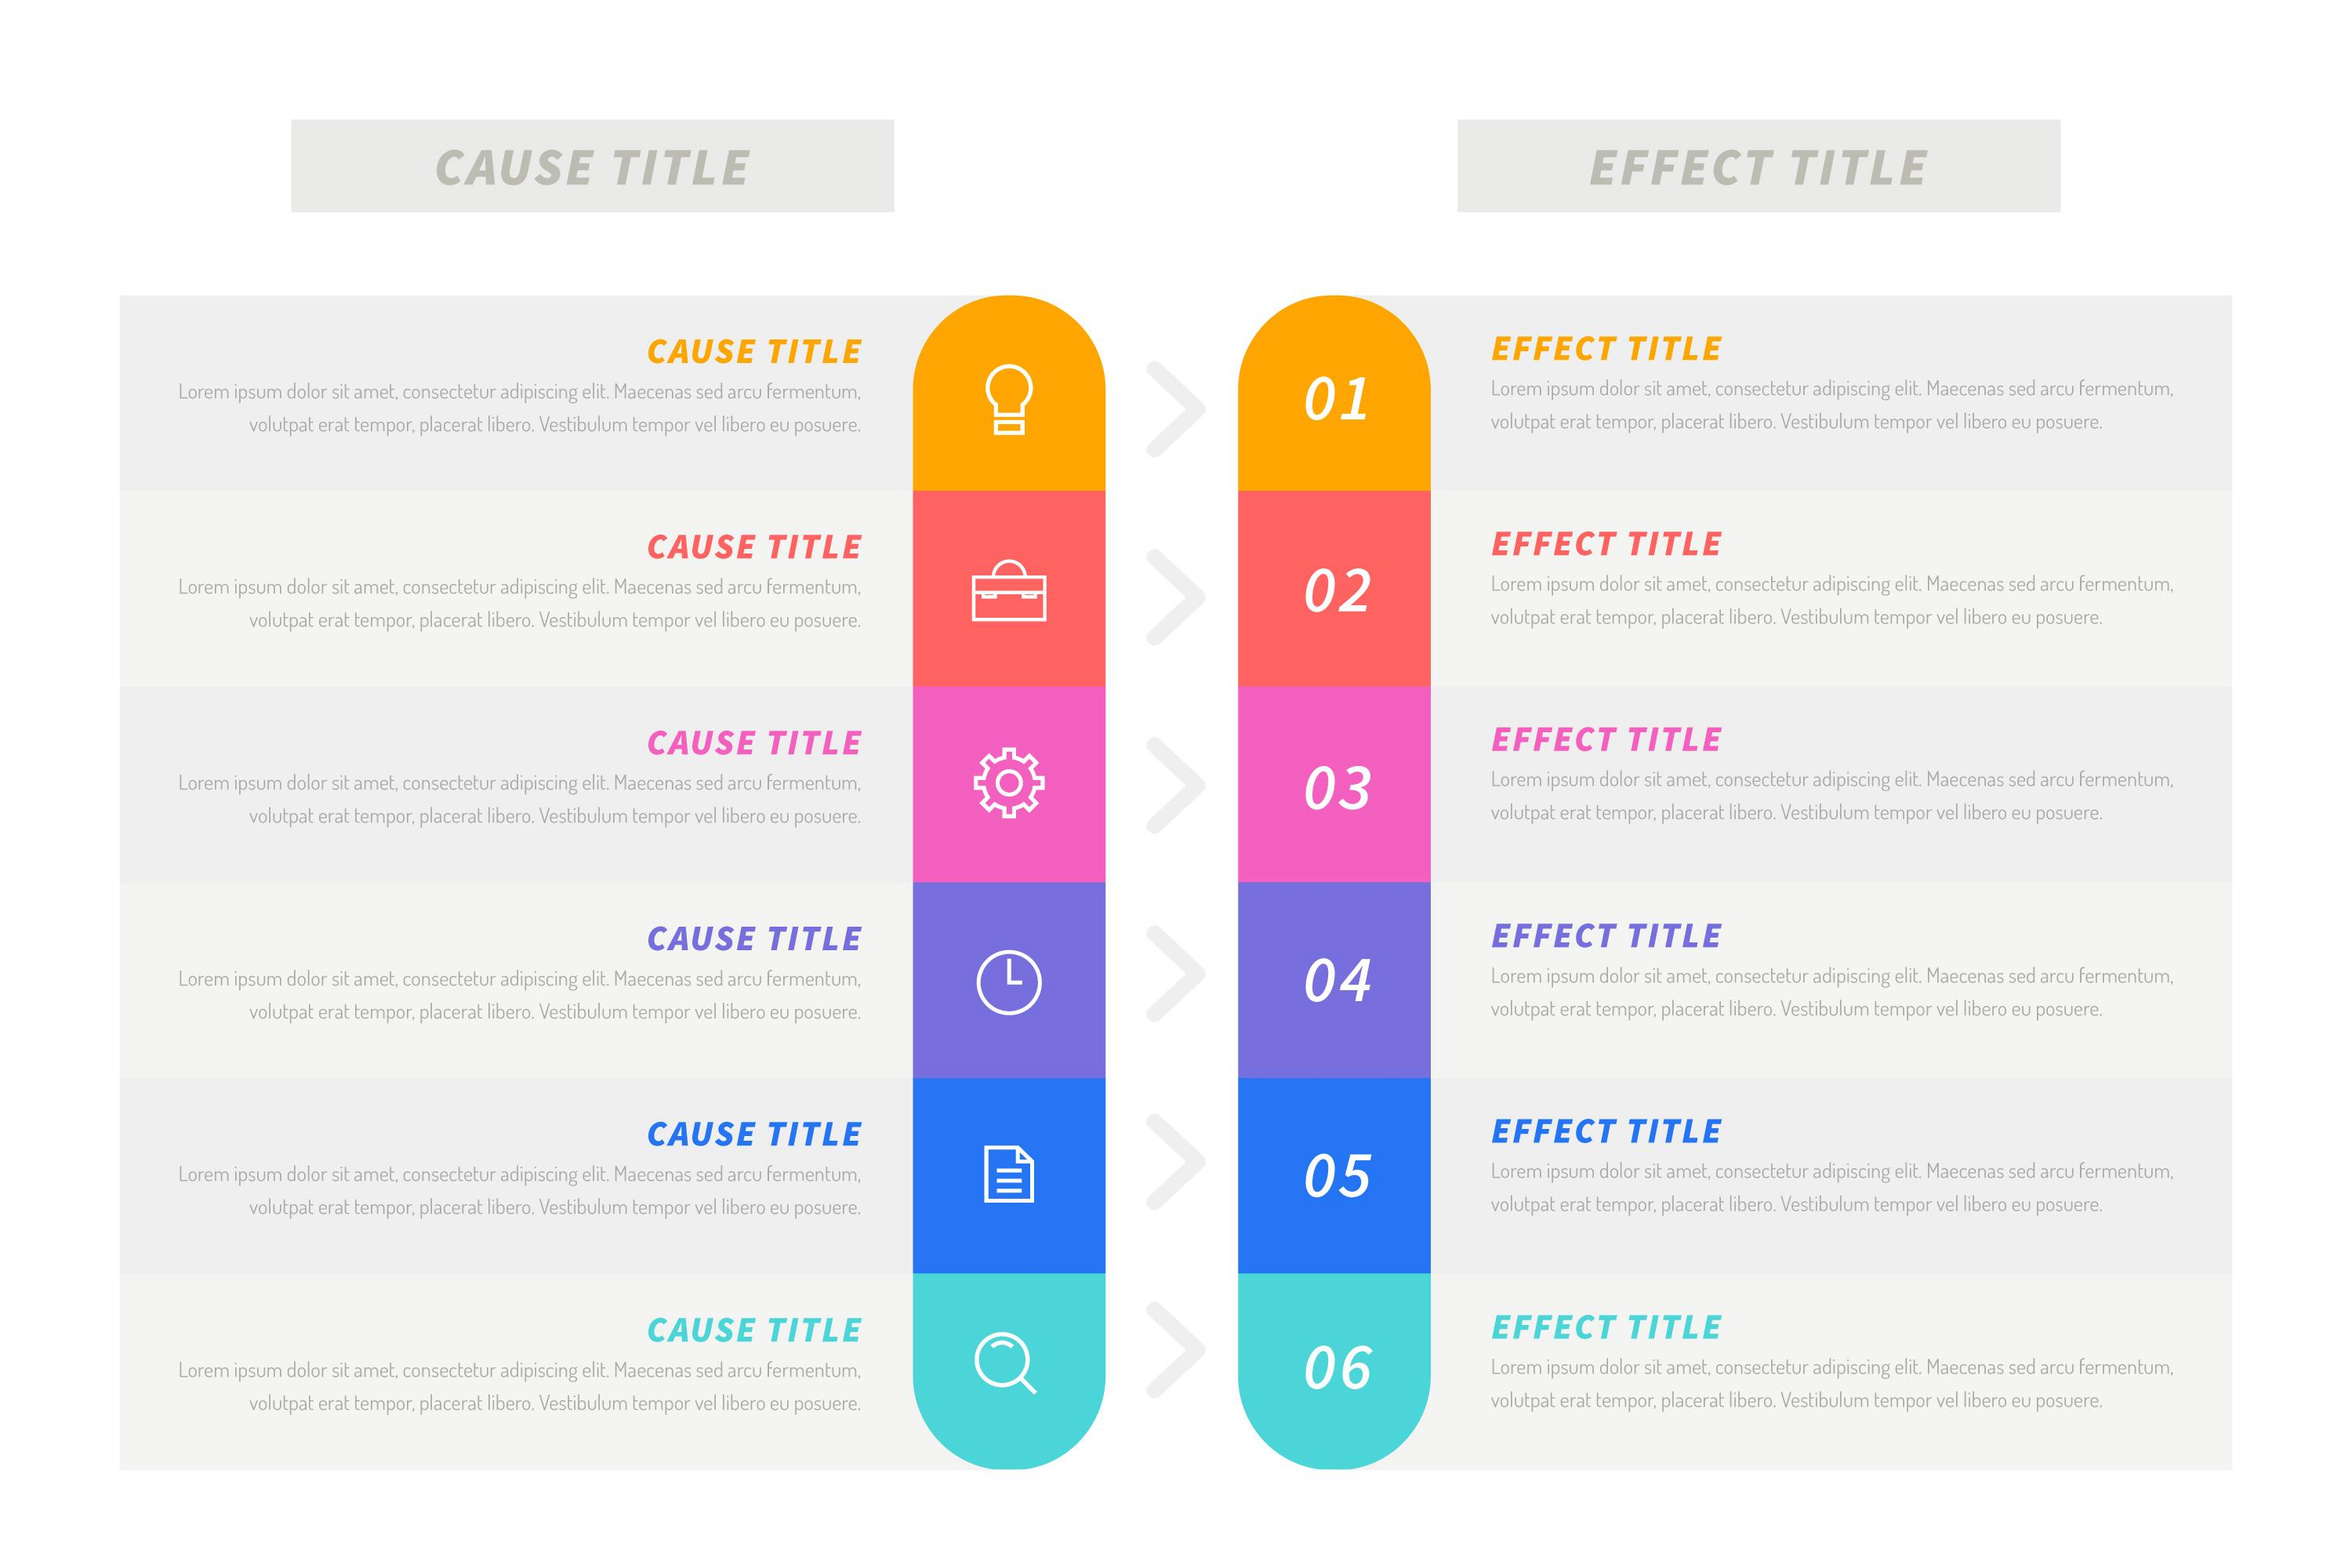 CAUSE TITLE
EFFECT TITLE
CAUSE TITLE
Lorem ipsum dolor sit amet, consectetur adipiscing elit. Maecenas sed arcu fermentum,
volutpat erat tempor, placerat libero. Vestibulum tempor vel libero eu posuere.
01
EFFECT TITLE
Lorem ipsum dolor sit amet, consectetur adipiscing elit. Maecenas sed arcu fermentum,
volutpat erat tempor, placerat libero. Vestibulum tempor vel libero eu posuere.
CAUSE TITLE
Lorem ipsum dolor sit amet, consectetur adipiscing elit. Maecenas sed arcu fermentum,
volutpat erat tempor, placerat libero. Vestibulum tempor vel libero eu posuere.
02
EFFECT TITLE
Lorem ipsum dolor sit amet, consectetur adipiscing elit. Maecenas sed arcu fermentum,
volutpat erat tempor, placerat libero. Vestibulum tempor vel libero eu posuere.
CAUSE TITLE
Lorem ipsum dolor sit amet, consectetur adipiscing elit. Maecenas sed arcu fermentum,
volutpat erat tempor, placerat libero. Vestibulum tempor vel libero eu posuere.
03
EFFECT TITLE
Lorem ipsum dolor sit amet, consectetur adipiscing elit. Maecenas sed arcu fermentum,
volutpat erat tempor, placerat libero. Vestibulum tempor vel libero eu posuere.
CAUSE TITLE
Lorem ipsum dolor sit amet, consectetur adipiscing elit. Maecenas sed arcu fermentum,
volutpat erat tempor, placerat libero. Vestibulum tempor vel libero eu posuere.
04
EFFECT TITLE
Lorem ipsum dolor sit amet, consectetur adipiscing elit. Maecenas sed arcu fermentum,
volutpat erat tempor, placerat libero. Vestibulum tempor vel libero eu posuere.
CAUSE TITLE
Lorem ipsum dolor sit amet, consectetur adipiscing elit. Maecenas sed arcu fermentum,
volutpat erat tempor, placerat libero. Vestibulum tempor vel libero eu posuere.
05
EFFECT TITLE
Lorem ipsum dolor sit amet, consectetur adipiscing elit. Maecenas sed arcu fermentum,
volutpat erat tempor, placerat libero. Vestibulum tempor vel libero eu posuere.
CAUSE TITLE
Lorem ipsum dolor sit amet, consectetur adipiscing elit. Maecenas sed arcu fermentum,
volutpat erat tempor, placerat libero. Vestibulum tempor vel libero eu posuere.
06
EFFECT TITLE
Lorem ipsum dolor sit amet, consectetur adipiscing elit. Maecenas sed arcu fermentum,
volutpat erat tempor, placerat libero. Vestibulum tempor vel libero eu posuere.